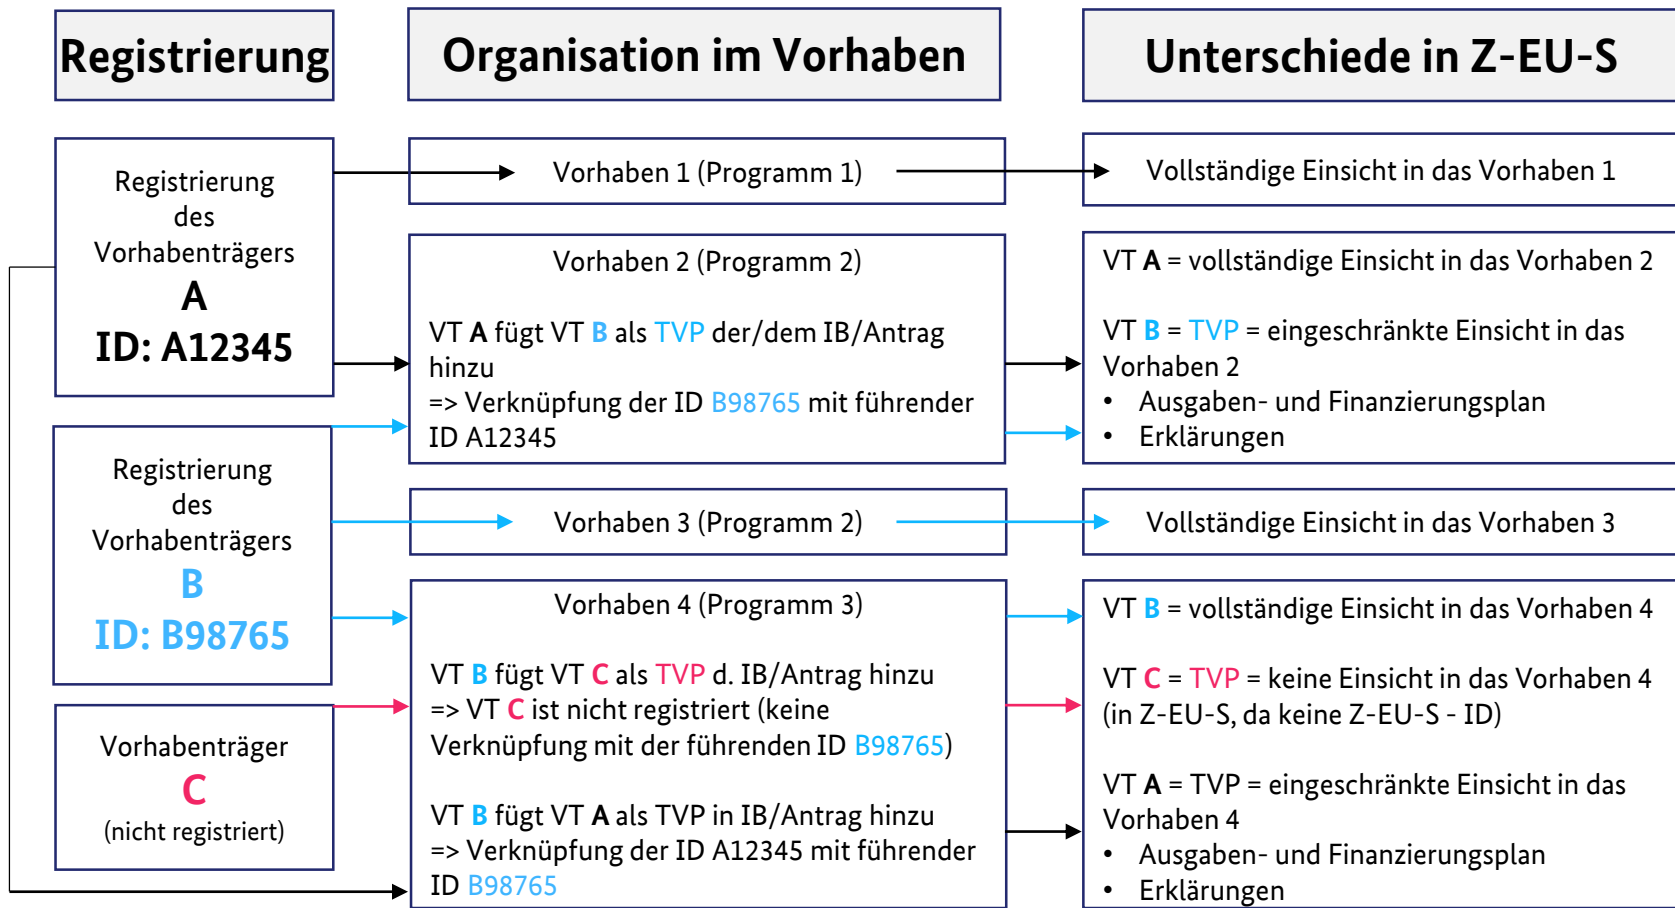 Registrierung
Organisation im Vorhaben
Unterschiede in Z-EU-S
Registrierung
des
Vorhabenträgers
A
ID: A12345
Vorhaben 1 (Programm 1)
Vollständige Einsicht in das Vorhaben 1
Vorhaben 2 (Programm 2)
VT A fügt VT B als TVP der/dem IB/Antrag
hinzu
=> Verknüpfung der ID B98765 mit führender
ID A12345
VT A = vollständige Einsicht in das Vorhaben 2
VT B = TVP = eingeschränkte Einsicht in das
Vorhaben 2
• Ausgaben- und Finanzierungsplan
• Erklärungen
Registrierung
des
Vorhabenträgers
B
ID: B98765
Vorhaben 3 (Programm 2)
Vollständige Einsicht in das Vorhaben 3
Vorhaben 4 (Programm 3)
VT B fügt VT C als TVP d. IB/Antrag hinzu
=> VT C ist nicht registriert (keine
Verknüpfung mit der führenden ID B98765)
VT B fügt VT A als TVP in IB/Antrag hinzu
=> Verknüpfung der ID A12345 mit führender
ID B98765
VT B = vollständige Einsicht in das Vorhaben 4
VT C = TVP = keine Einsicht in das Vorhaben 4
(in Z-EU-S, da keine Z-EU-S - ID)
VT A = TVP = eingeschränkte Einsicht in das
Vorhaben 4
• Ausgaben- und Finanzierungsplan
• Erklärungen
Vorhabenträger
C
(nicht registriert)